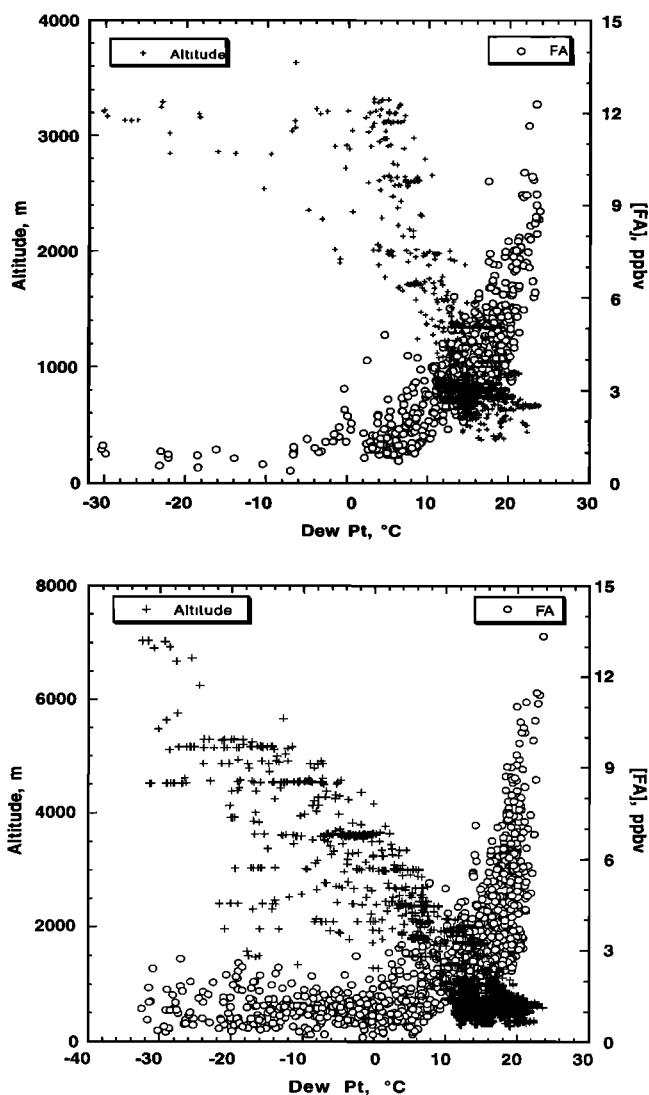 4000
3000
2000
1000
0
Altitude, m
+ Altitude
o FA
15
12
9
6
3
0
[FA], ppbv
-30 -20 -10 0 10 20 30
Dew Pt, °C
8000
6000
4000
2000
0
Altitude, m
+ Altitude
o FA
15
12
9
6
3
0
[FA], ppbv
-40 -30 -20 -10 0 10 20 30
Dew Pt, °C